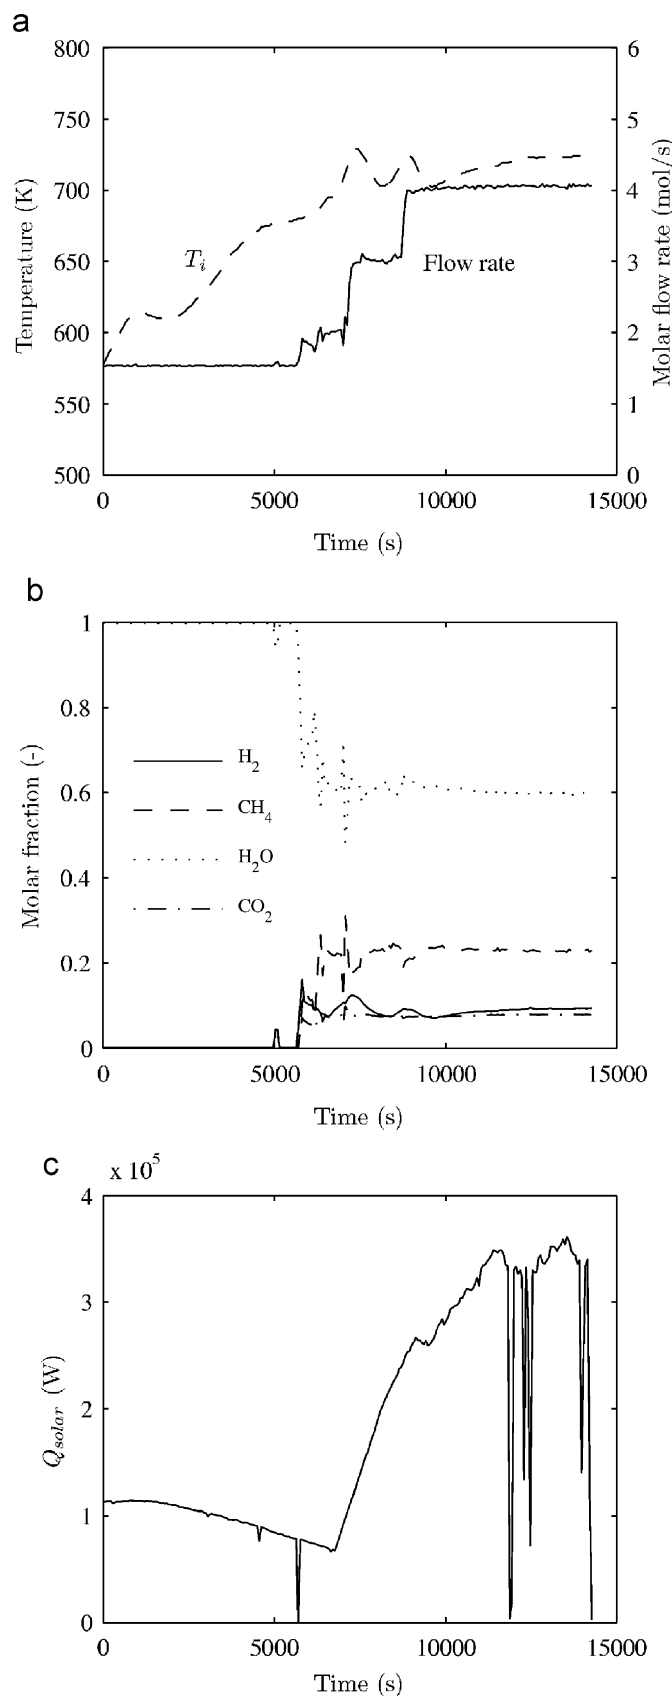 a
800
750
700
650
600
550
500
Temperature (K)
T_i
Flow rate
6
5
4
3
2
1
0
Molar flow rate (mol/s)
0 5000 10000 15000
Time (s)
b
1
0.8
0.6
0.4
0.2
0
Molar fraction (-)
H₂
CH₄
H₂O
CO₂
0 5000 10000 15000
Time (s)
c
x 10⁵
4
3
2
1
0
Q_solar (W)
0 5000 10000 15000
Time (s)